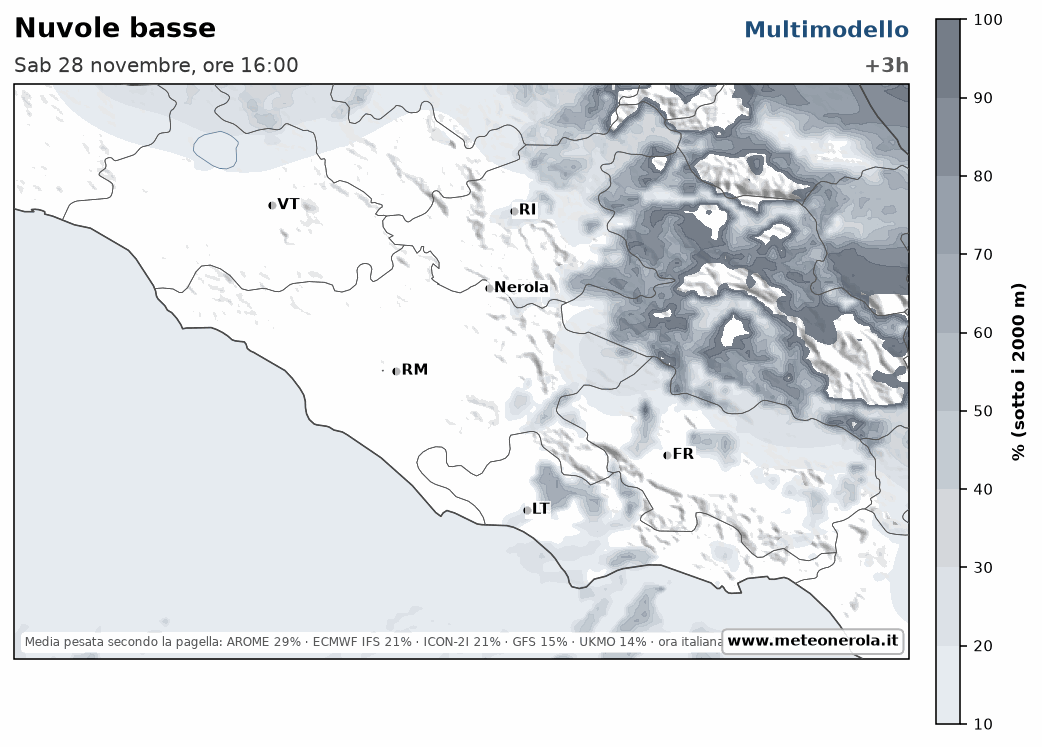 Nuvole basse
Multimodello
Sab 28 novembre, ore 16:00
+3h
VT
RI
Nerola
RM
FR
LT
Media pesata secondo la pagella: AROME 29% · ECMWF IFS 21% · ICON-2I 21% · GFS 15% · UKMO 14% · ora italiana
www.meteonerola.it
100
90
80
70
60
50
40
30
20
10
% (sotto i 2000 m)